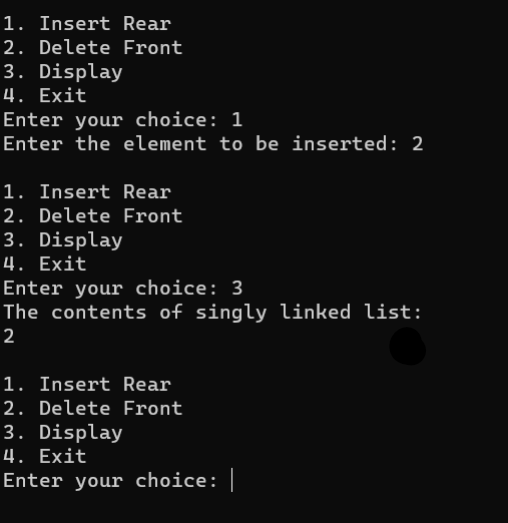 1. Insert Rear
2. Delete Front
3. Display
4. Exit
Enter your choice: 1
Enter the element to be inserted: 2
1. Insert Rear
2. Delete Front
3. Display
4. Exit
Enter your choice: 3
The contents of singly linked list:
2
1. Insert Rear
2. Delete Front
3. Display
4. Exit
Enter your choice: